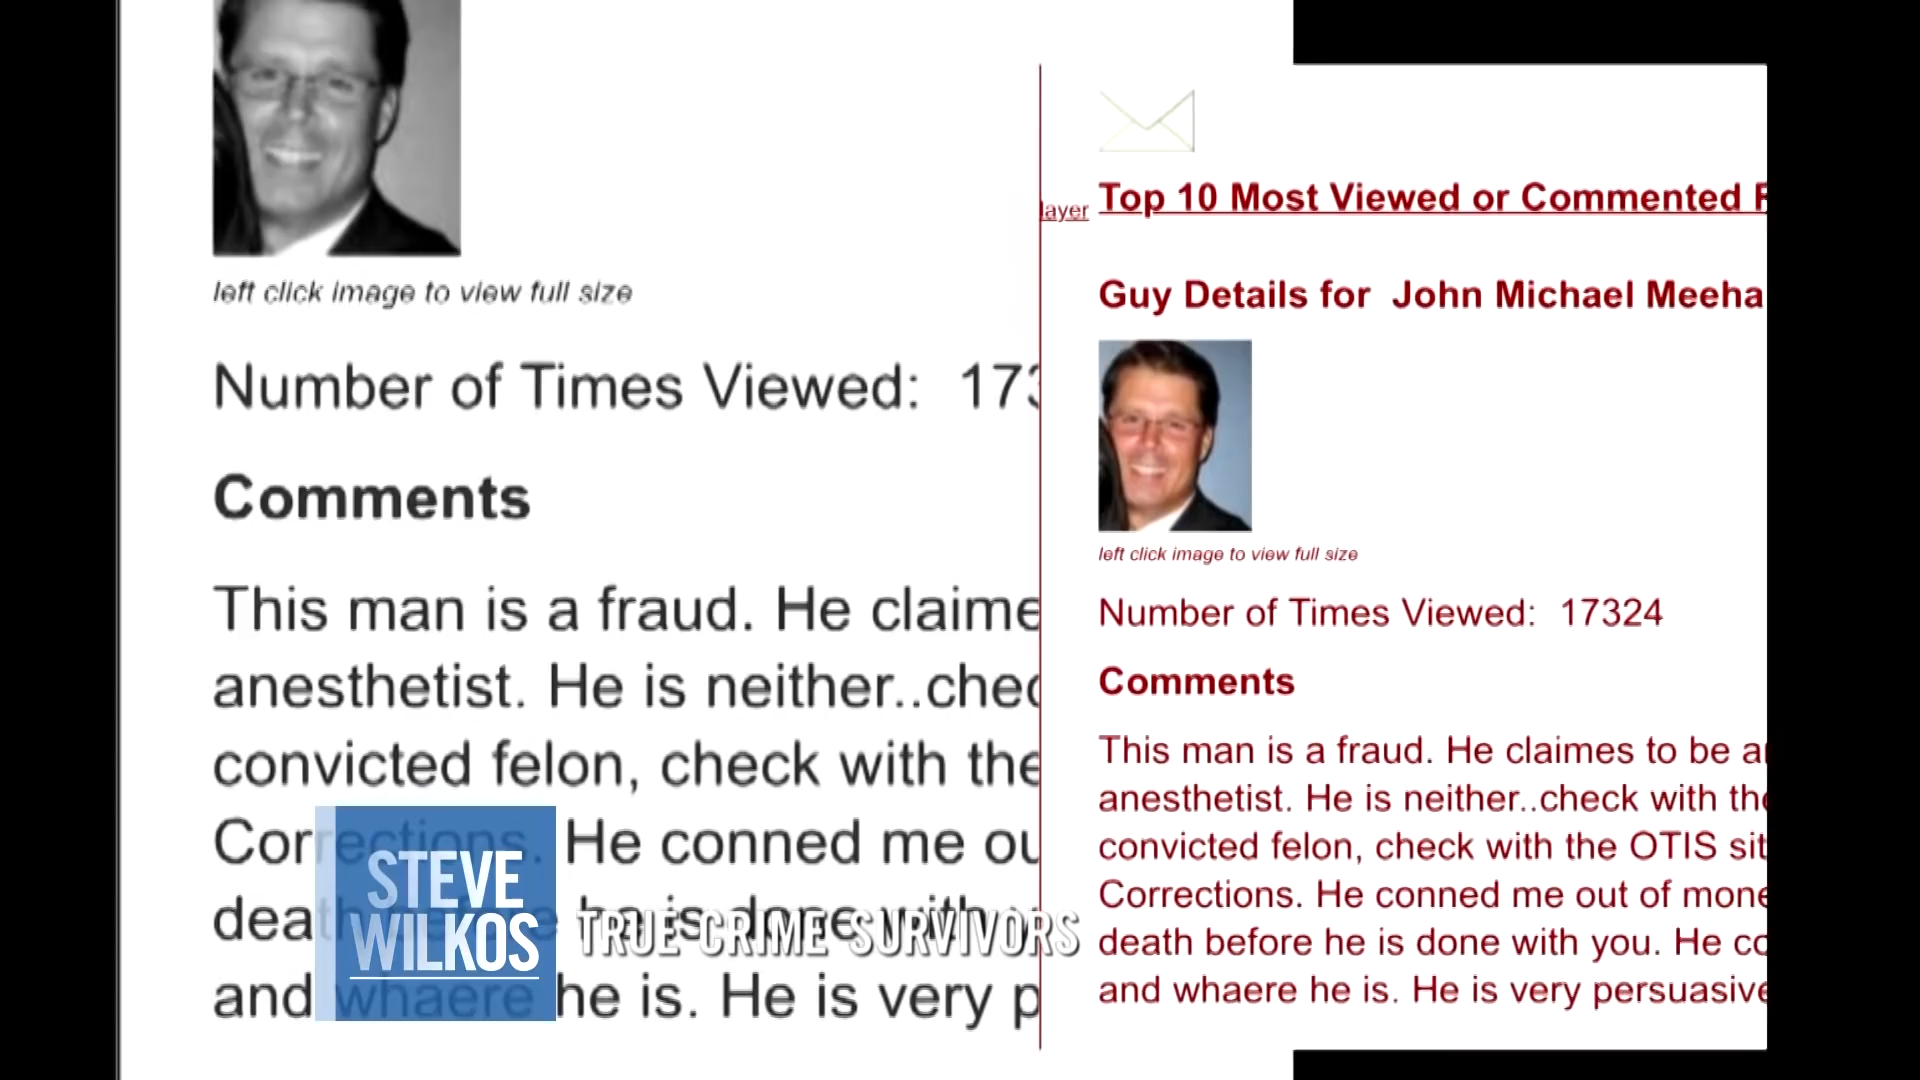 left click image to view full size
Number of Times Viewed: 173
Comments
This man is a fraud. He claime
anesthetist. He is neither..chec
convicted felon, check with the
Corrections. He conned me ou
death before he is done with y
and whaere he is. He is very p
layer
Top 10 Most Viewed or Commented
Guy Details for John Michael Meeha
left click image to view full size
Number of Times Viewed: 17324
Comments
This man is a fraud. He claimes to be a
anesthetist. He is neither..check with the
convicted felon, check with the OTIS sit
Corrections. He conned me out of mone
death before he is done with you. He co
and whaere he is. He is very persuasive
STEVE
WILKOS
TRUE CRIME SURVIVORS